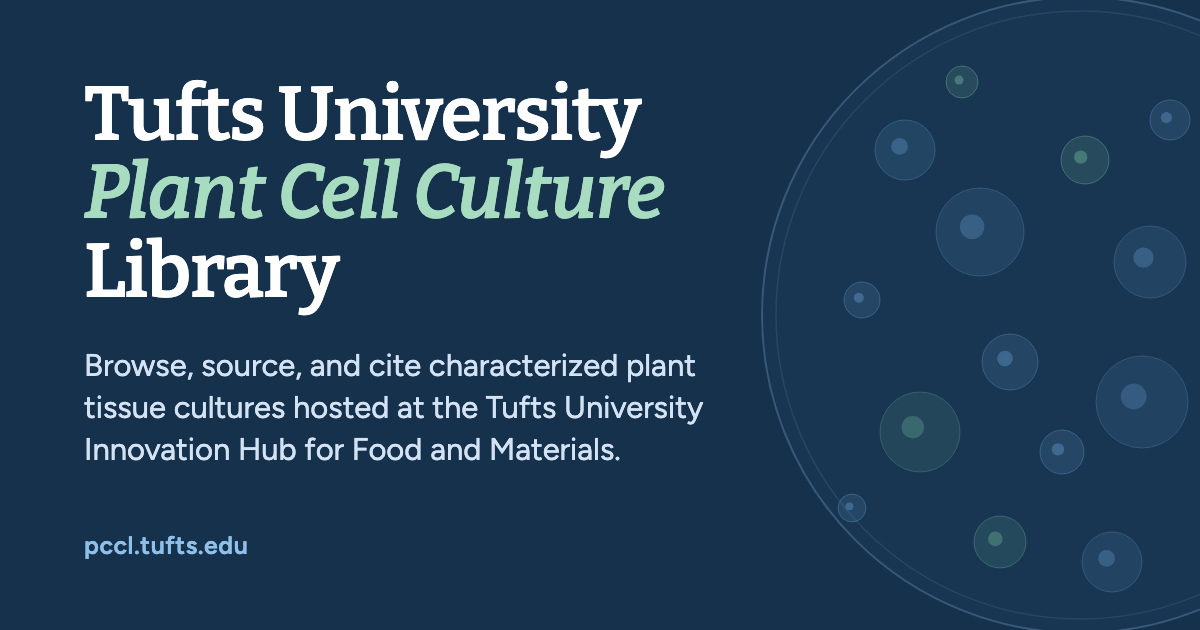 Tufts University
Plant Cell Culture
Library
Browse, source, and cite characterized plant
tissue cultures hosted at the Tufts University
Innovation Hub for Food and Materials.
pccl.tufts.edu